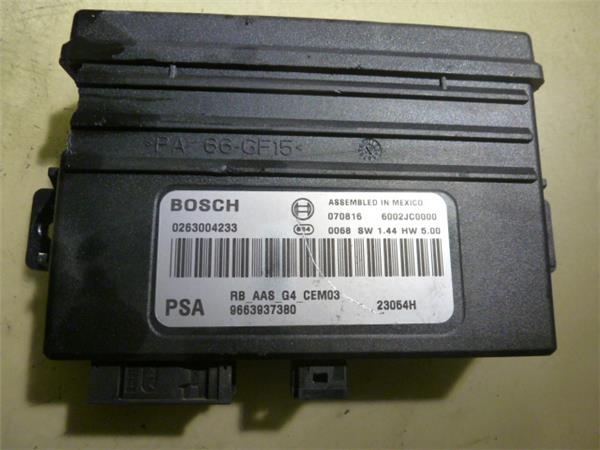 >PA 66-GF15<
BOSCH
ASSEMBLED IN MEXICO
070816 6002JC0000
0263004233
0068 SW 1.44 HW 5.00
RB_AAS_G4_CEM03
PSA
9663937380
23054H